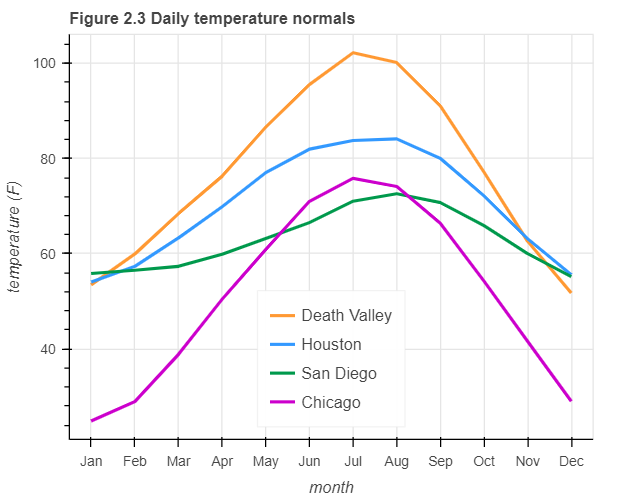 Figure 2.3 Daily temperature normals
100
80
60
40
temperature (F)
Death Valley
Houston
San Diego
Chicago
Jan Feb Mar Apr May Jun Jul Aug Sep Oct Nov Dec
month